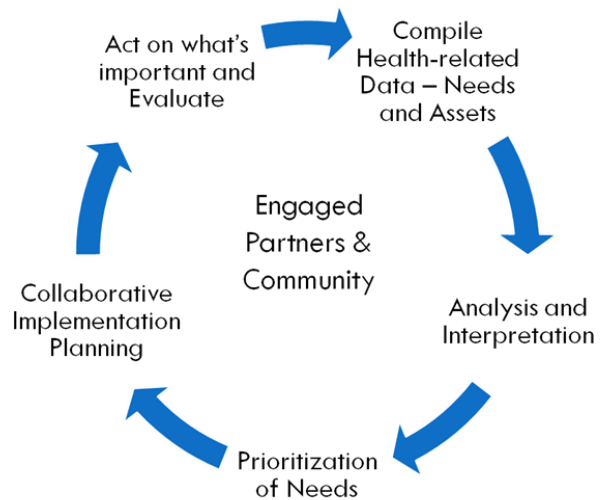 Act on what's
important and
Evaluate
Compile
Health-related
Data – Needs
and Assets
Engaged
Partners &
Community
Analysis and
Interpretation
Collaborative
Implementation
Planning
Prioritization
of Needs